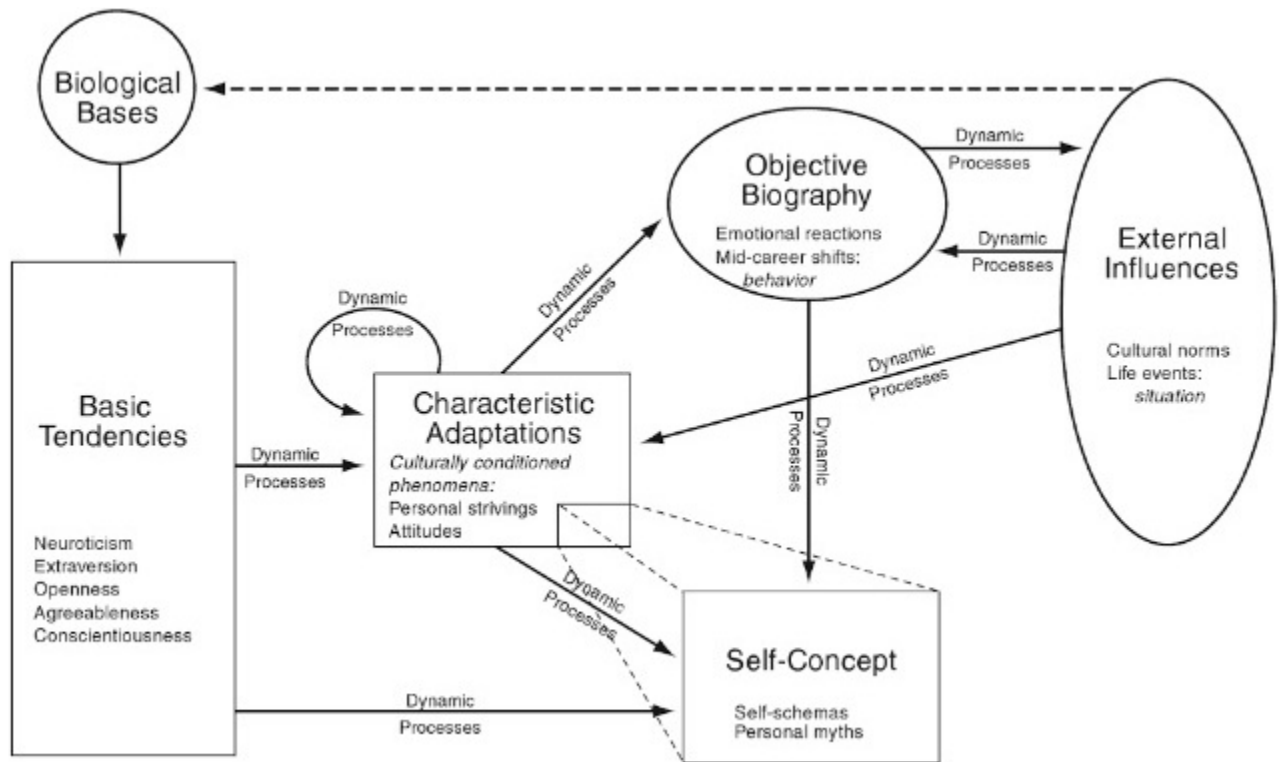 Biological
Bases
Dynamic
Processes
Objective
Biography
Emotional reactions
Mid-career shifts:
behavior
Dynamic
Processes
External
Influences
Cultural norms
Life events:
situation
Dynamic
Processes
Dynamic
Processes
Dynamic
Processes
Dynamic
Processes
Basic
Tendencies
Neuroticism
Extraversion
Openness
Agreeableness
Conscientiousness
Dynamic
Processes
Characteristic
Adaptations
Culturally conditioned
phenomena:
Personal strivings
Attitudes
Dynamic
Processes
Dynamic
Processes
Self-Concept
Self-schemas
Personal myths
Dynamic
Processes